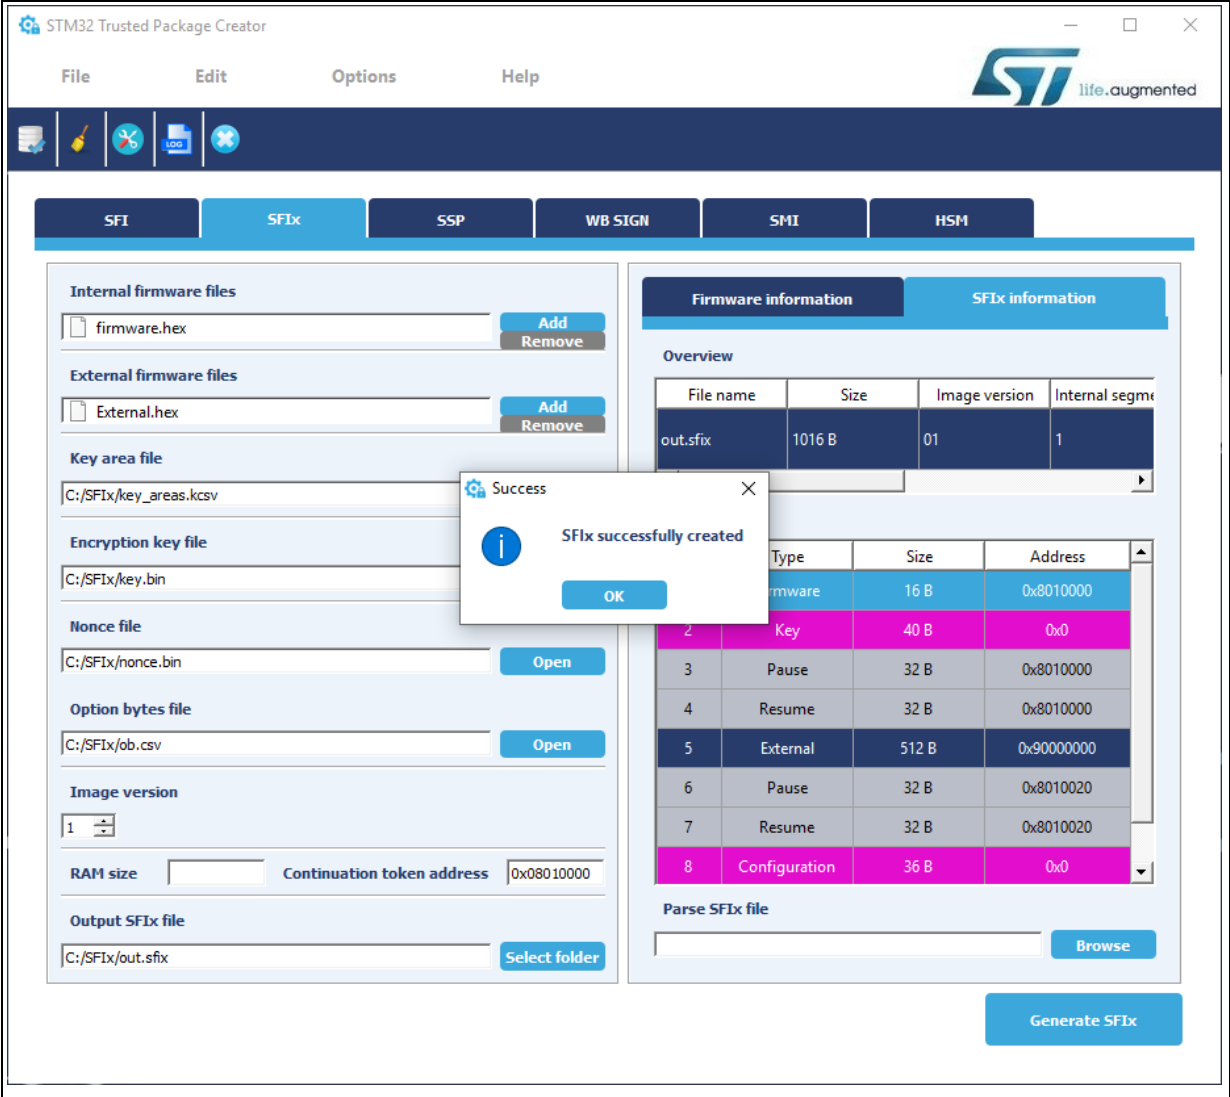 STM32 Trusted Package Creator
File Edit Options Help
life.augmented
LOG
SFI SFIx SSP WB SIGN SMI HSM
Internal firmware files
firmware.hex
Add
Remove
External firmware files
External.hex
Add
Remove
Key area file
C:/SFIx/key_areas.kcsv
Encryption key file
C:/SFIx/key.bin
Nonce file
C:/SFIx/nonce.bin
Open
Option bytes file
C:/SFIx/ob.csv
Open
Image version
1
RAM size Continuation token address 0x08010000
Output SFIx file
C:/SFIx/out.sfix
Select folder
Firmware information SFIx information
Overview
File name Size Image version Internal segme
out.sfix 1016 B 01 1
Success
SFIx successfully created
OK
Type Size Address
rmware 16 B 0x8010000
2 Key 40 B 0x0
3 Pause 32 B 0x8010000
4 Resume 32 B 0x8010000
5 External 512 B 0x90000000
6 Pause 32 B 0x8010020
7 Resume 32 B 0x8010020
8 Configuration 36 B 0x0
Parse SFIx file
Browse
Generate SFIx